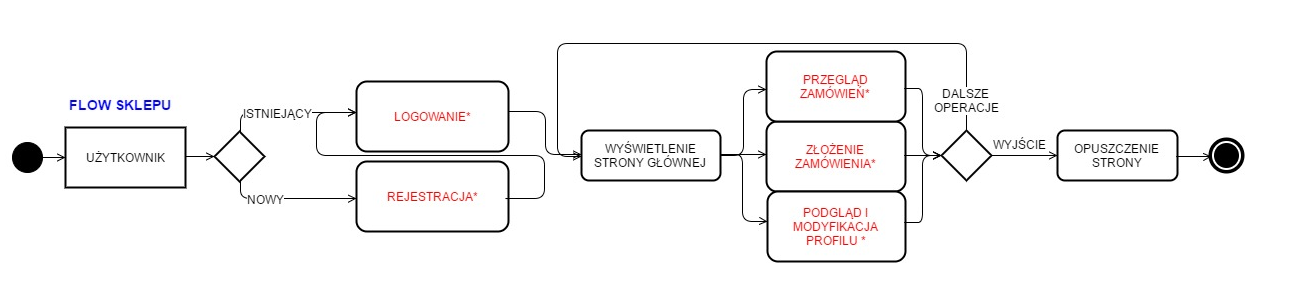 FLOW SKLEPU
UŻYTKOWNIK
ISTNIEJĄCY
NOWY
LOGOWANIE*
REJESTRACJA*
WYŚWIETLENIE
STRONY GŁÓWNEJ
PRZEGLĄD
ZAMÓWIEŃ*
ZŁOŻENIE
ZAMÓWIENIA*
PODGLĄD I
MODYFIKACJA
PROFILU *
DALSZE
OPERACJE
WYJŚCIE
OPUSZCZENIE
STRONY